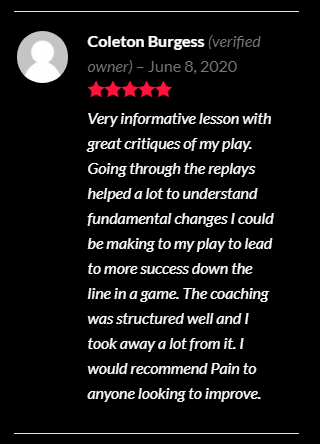 Coleton Burgess (verified
owner) – June 8, 2020
Very informative lesson with
great critiques of my play.
Going through the replays
helped a lot to understand
fundamental changes I could
be making to my play to lead
to more success down the
line in a game. The coaching
was structured well and I
took away a lot from it. I
would recommend Pain to
anyone looking to improve.